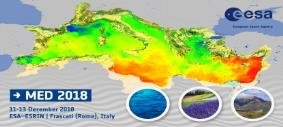 esa
European Space Agency
→ MED 2018
11-13 December 2018
ESA-ESRIN | Frascati (Rome), Italy